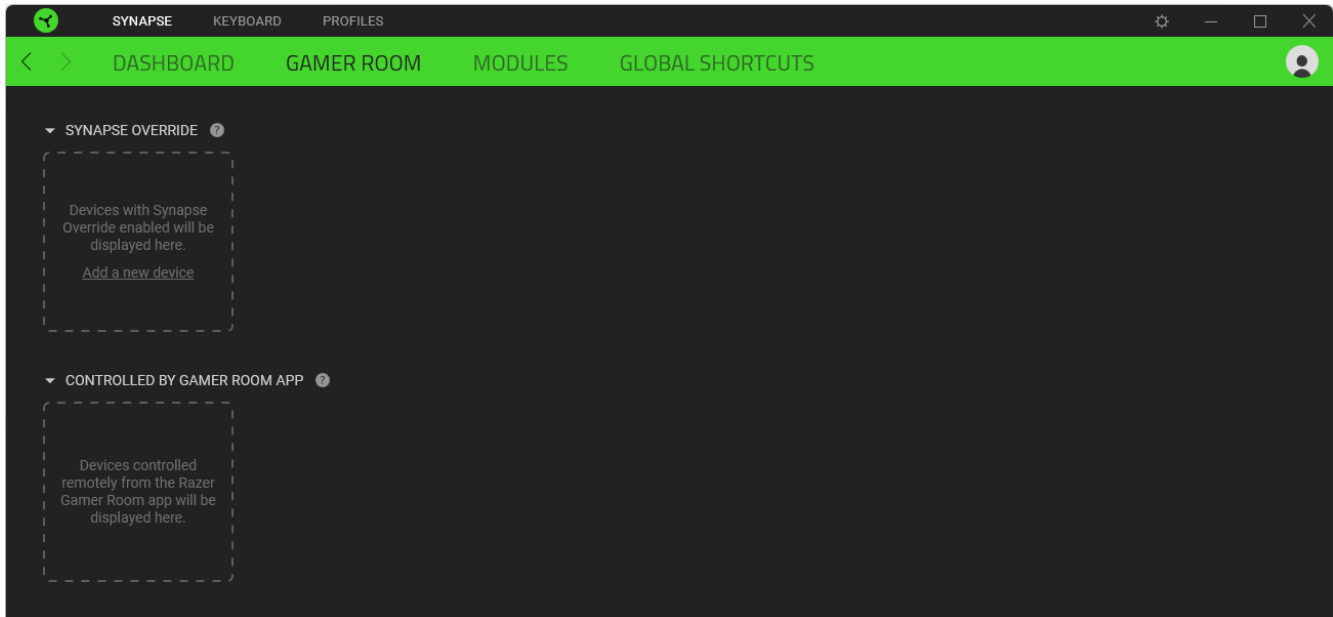 SYNAPSE KEYBOARD PROFILES
DASHBOARD GAMER ROOM MODULES GLOBAL SHORTCUTS
SYNAPSE OVERRIDE ?
Devices with Synapse
Override enabled will be
displayed here.
Add a new device
CONTROLLED BY GAMER ROOM APP ?
Devices controlled
remotely from the Razer
Gamer Room app will be
displayed here.